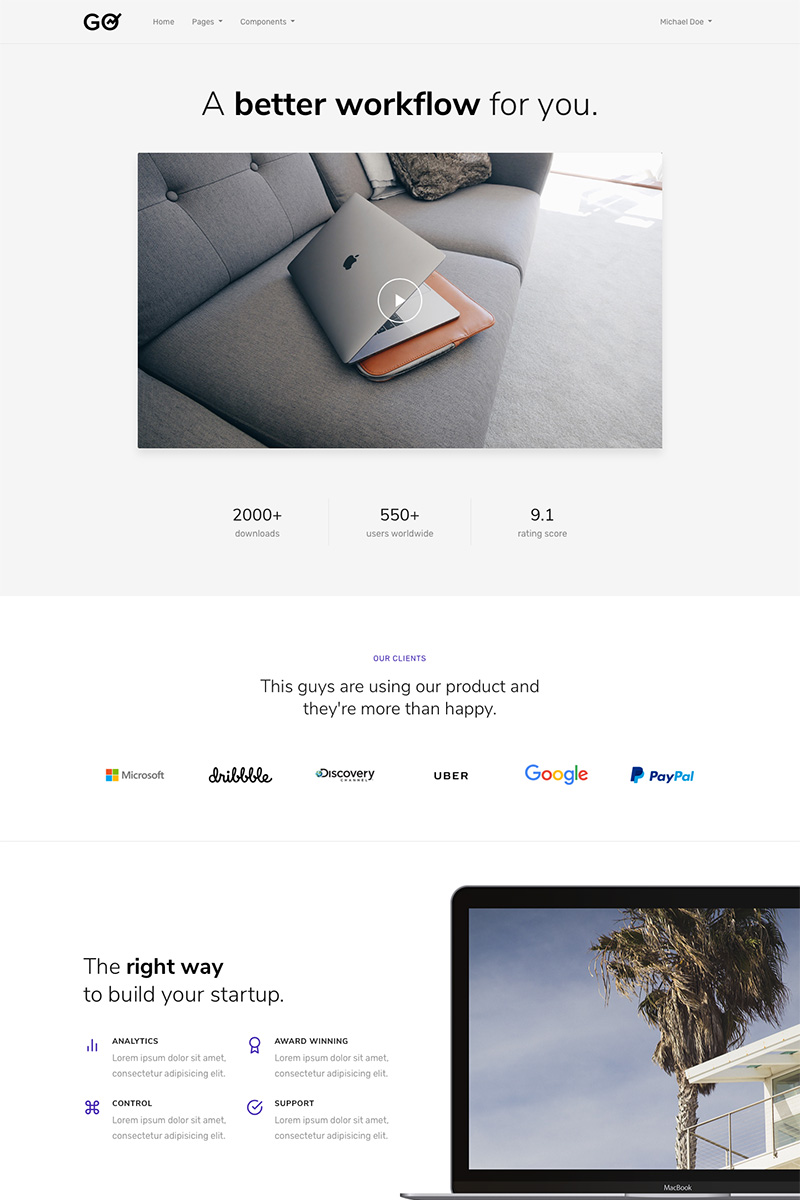 GO
Home Pages Components Michael Doe
A better workflow for you.
2000+ 550+ 9.1
downloads users worldwide rating score
OUR CLIENTS
This guys are using our product and
they're more than happy.
Microsoft dribbble Discovery CHANNEL UBER Google PayPal
The right way
to build your startup.
ANALYTICS
Lorem ipsum dolor sit amet,
consectetur adipisicing elit.
AWARD WINNING
Lorem ipsum dolor sit amet,
consectetur adipisicing elit.
CONTROL
Lorem ipsum dolor sit amet,
consectetur adipisicing elit.
SUPPORT
Lorem ipsum dolor sit amet,
consectetur adipisicing elit.
MacBook